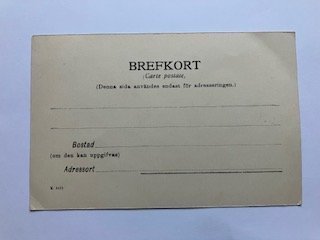 BREFKORT
(Carte postale,
(Denna sida användes endast för adresseringen.)
Bostad
(om den kan uppgifvas)
Adressort